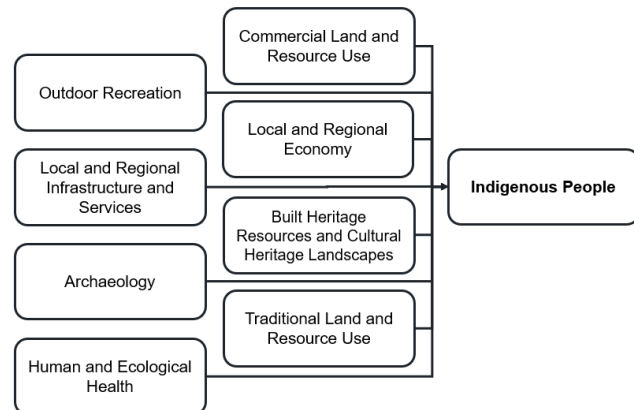 Commercial Land and
Resource Use
Outdoor Recreation
Local and Regional
Economy
Local and Regional
Infrastructure and
Services
Indigenous People
Built Heritage
Resources and Cultural
Heritage Landscapes
Archaeology
Traditional Land and
Resource Use
Human and Ecological
Health